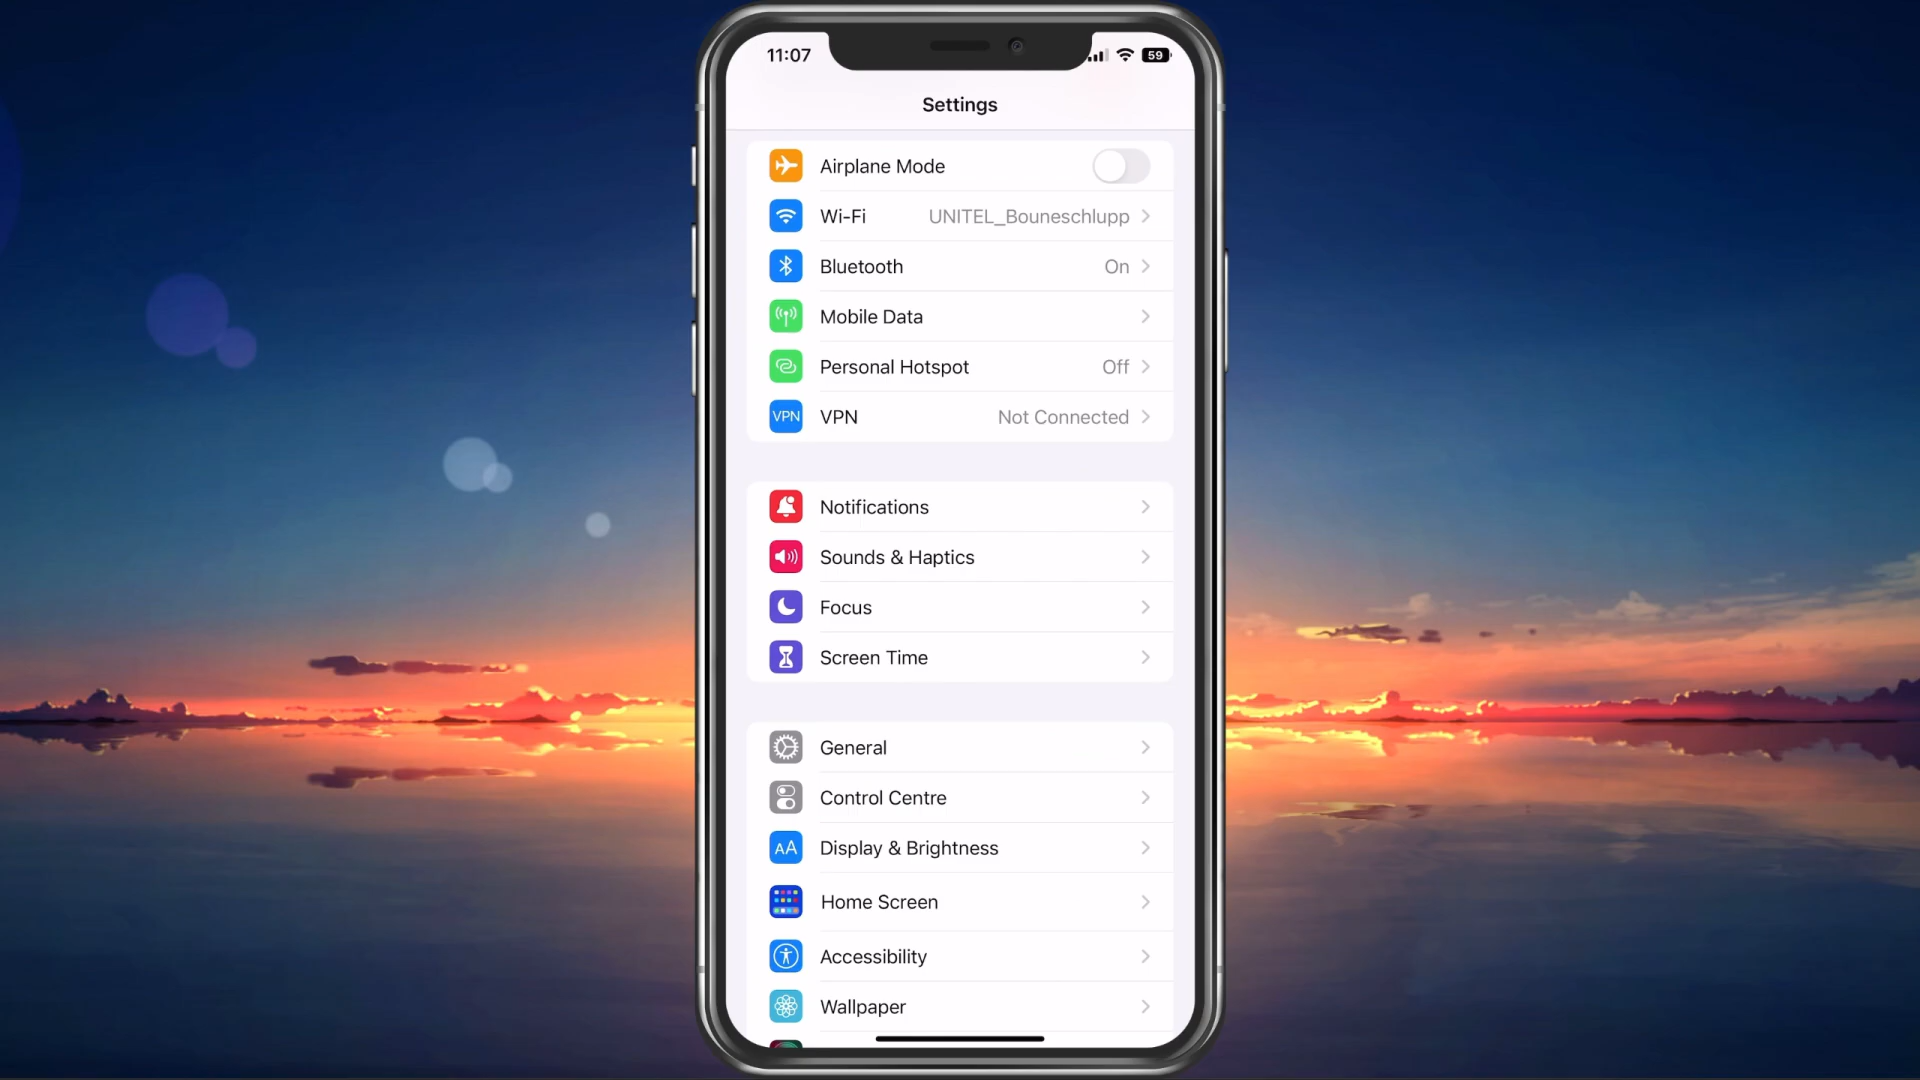 11:07
59
Settings
Airplane Mode
Wi-Fi UNITEL_Bouneschlupp
Bluetooth On
Mobile Data
Personal Hotspot Off
VPN VPN Not Connected
Notifications
Sounds & Haptics
Focus
Screen Time
General
Control Centre
AA Display & Brightness
Home Screen
Accessibility
Wallpaper